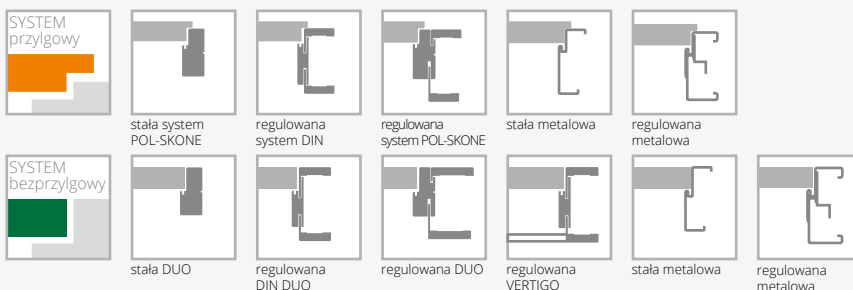 SYSTEM
przylgowy
stała system
POL-SKONE
regulowana
system DIN
regulowana
system POL-SKONE
stała metalowa
regulowana
metalowa
SYSTEM
bezprzylgowy
stała DUO
regulowana
DIN DUO
regulowana DUO
regulowana
VERTIGO
stała metalowa
regulowana
metalowa